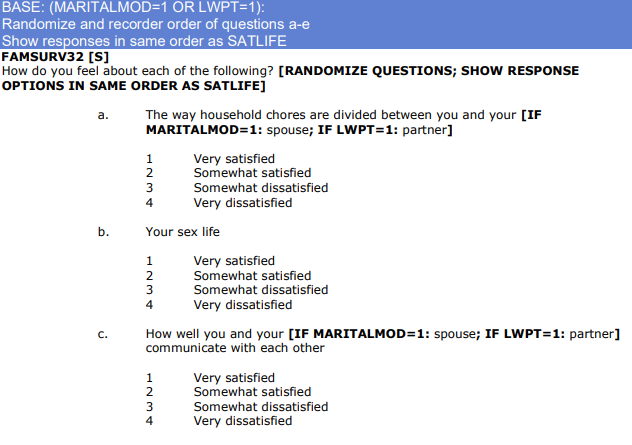 BASE: (MARITALMOD=1 OR LWPT=1):
Randomize and recorder order of questions a-e
Show responses in same order as SATLIFE
FAMSURV32 [S]
How do you feel about each of the following? [RANDOMIZE QUESTIONS; SHOW RESPONSE
OPTIONS IN SAME ORDER AS SATLIFE]
a. The way household chores are divided between you and your [IF
MARITALMOD=1: spouse; IF LWPT=1: partner]
1 Very satisfied
2 Somewhat satisfied
3 Somewhat dissatisfied
4 Very dissatisfied
b. Your sex life
1 Very satisfied
2 Somewhat satisfied
3 Somewhat dissatisfied
4 Very dissatisfied
c. How well you and your [IF MARITALMOD=1: spouse; IF LWPT=1: partner]
communicate with each other
1 Very satisfied
2 Somewhat satisfied
3 Somewhat dissatisfied
4 Very dissatisfied